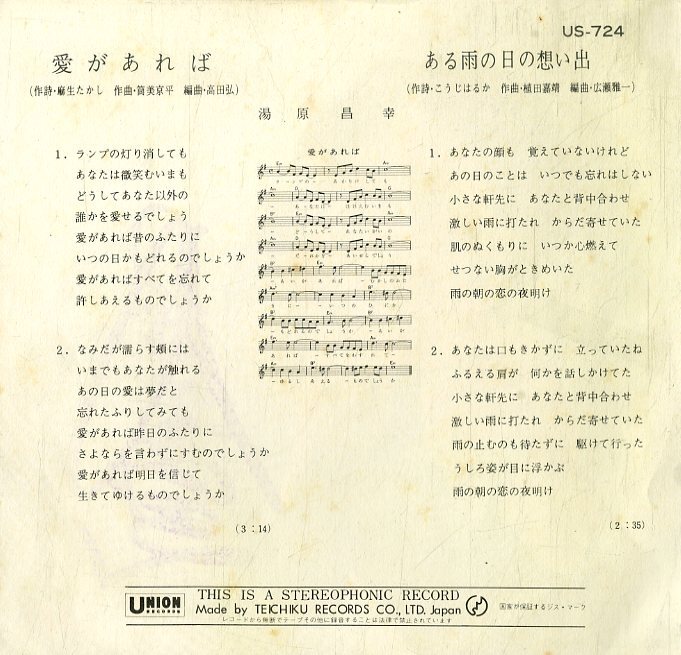 US-724
愛があれば
(作詩・麻生たかし 作曲・筒美京平 編曲・高田弘)
ある雨の日の想い出
(作詩・こうじはるか 作曲・植田嘉靖 編曲・広瀬雅一)
湯原昌幸
1. ランプの灯り消しても
あなたは微笑むいまも
どうしてあなた以外の
誰かを愛せるでしょう
愛があれば昔のふたりに
いつの日かもどれるのでしょうか
愛があればすべてを忘れて
許しあえるものでしょうか
2. なみだが濡らす頬には
いまでもあなたが触れる
あの日の愛は夢だと
忘れたふりしてみても
愛があれば昨日のふたりに
さよならを言わずにすむのでしょうか
愛があれば明日を信じて
生きてゆけるものでしょうか
(3:14)
愛があれば
1. あなたの顔も 覚えていないけれど
あの日のことは いつでも忘れはしない
小さな軒先に あなたと背中合わせ
激しい雨に打たれ からだ寄せていた
肌のぬくもりに いつか心燃えて
せつない胸がときめいた
雨の朝の恋の夜明け
2. あなたは口もきかずに 立っていたね
ふるえる肩が 何かを話しかけてた
小さな軒先に あなたと背中合わせ
激しい雨に打たれ からだ寄せていた
雨の止むのも待たずに 駆けて行った
うしろ姿が目に浮かぶ
雨の朝の恋の夜明け
(2:35)
UNION
RECORDS
THIS IS A STEREOPHONIC RECORD
Made by TEICHIKU RECORDS CO., LTD. Japan
レコードから無断でテープその他に録音することは法律で禁止されています
国家が保証するジス・マーク